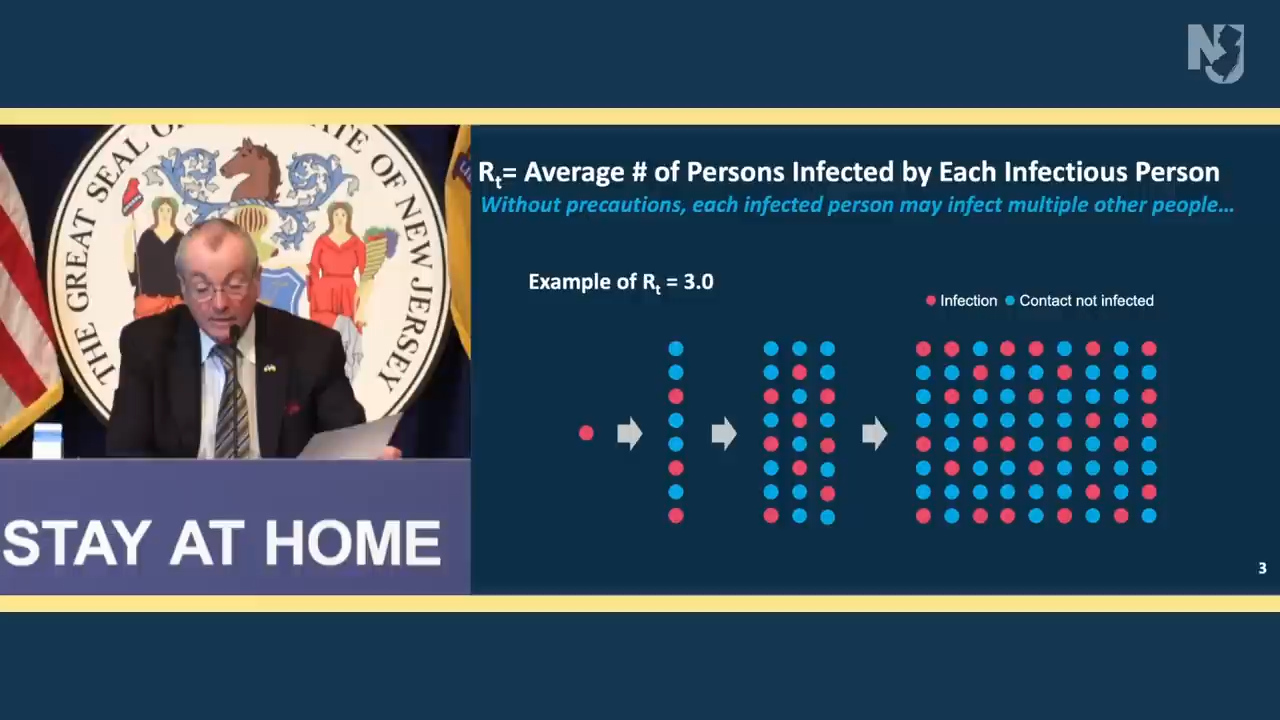 NJ
THE GREAT SEAL OF THE STATE OF NEW JERSEY
Rt= Average # of Persons Infected by Each Infectious Person
Without precautions, each infected person may infect multiple other people…
Example of Rt = 3.0
Infection Contact not infected
STAY AT HOME
3